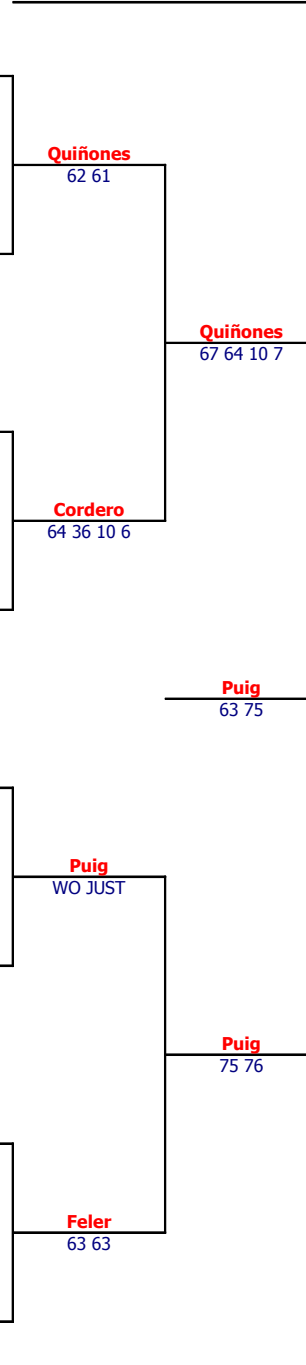 Quiñones
62 61
Quiñones
67 64 10 7
Cordero
64 36 10 6
Puig
63 75
Puig
WO JUST
Puig
75 76
Feler
63 63